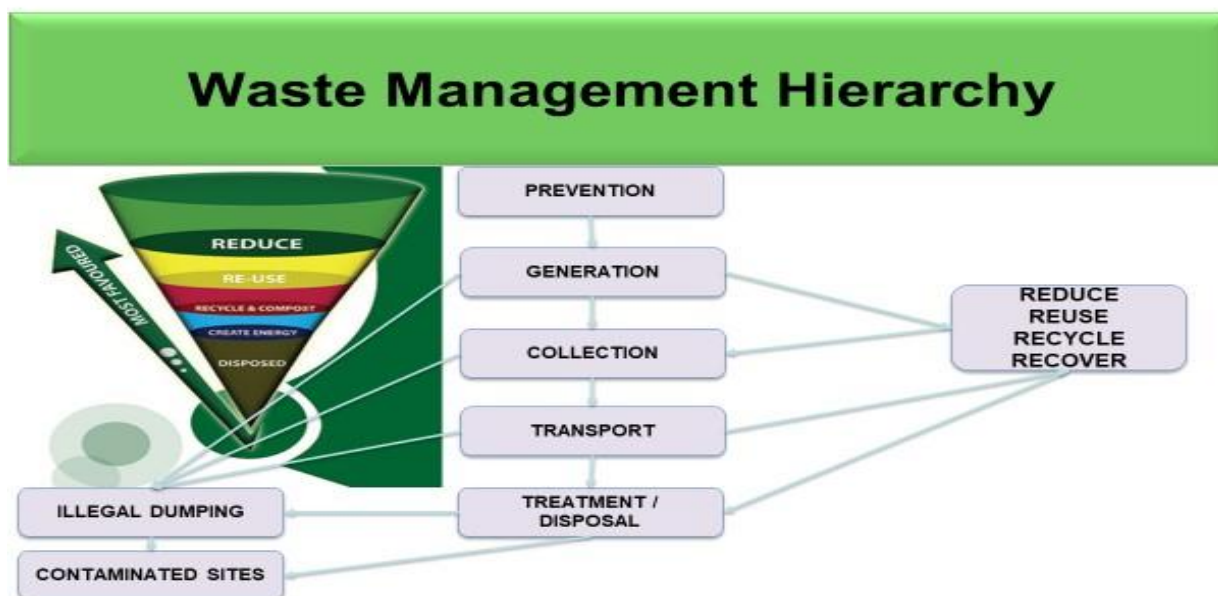 Waste Management Hierarchy
REDUCE
RE-USE
RECYCLE & COMPOST
CREATE ENERGY
DISPOSED
MOST FAVOURED
PREVENTION
GENERATION
COLLECTION
TRANSPORT
TREATMENT /
DISPOSAL
REDUCE
REUSE
RECYCLE
RECOVER
ILLEGAL DUMPING
CONTAMINATED SITES